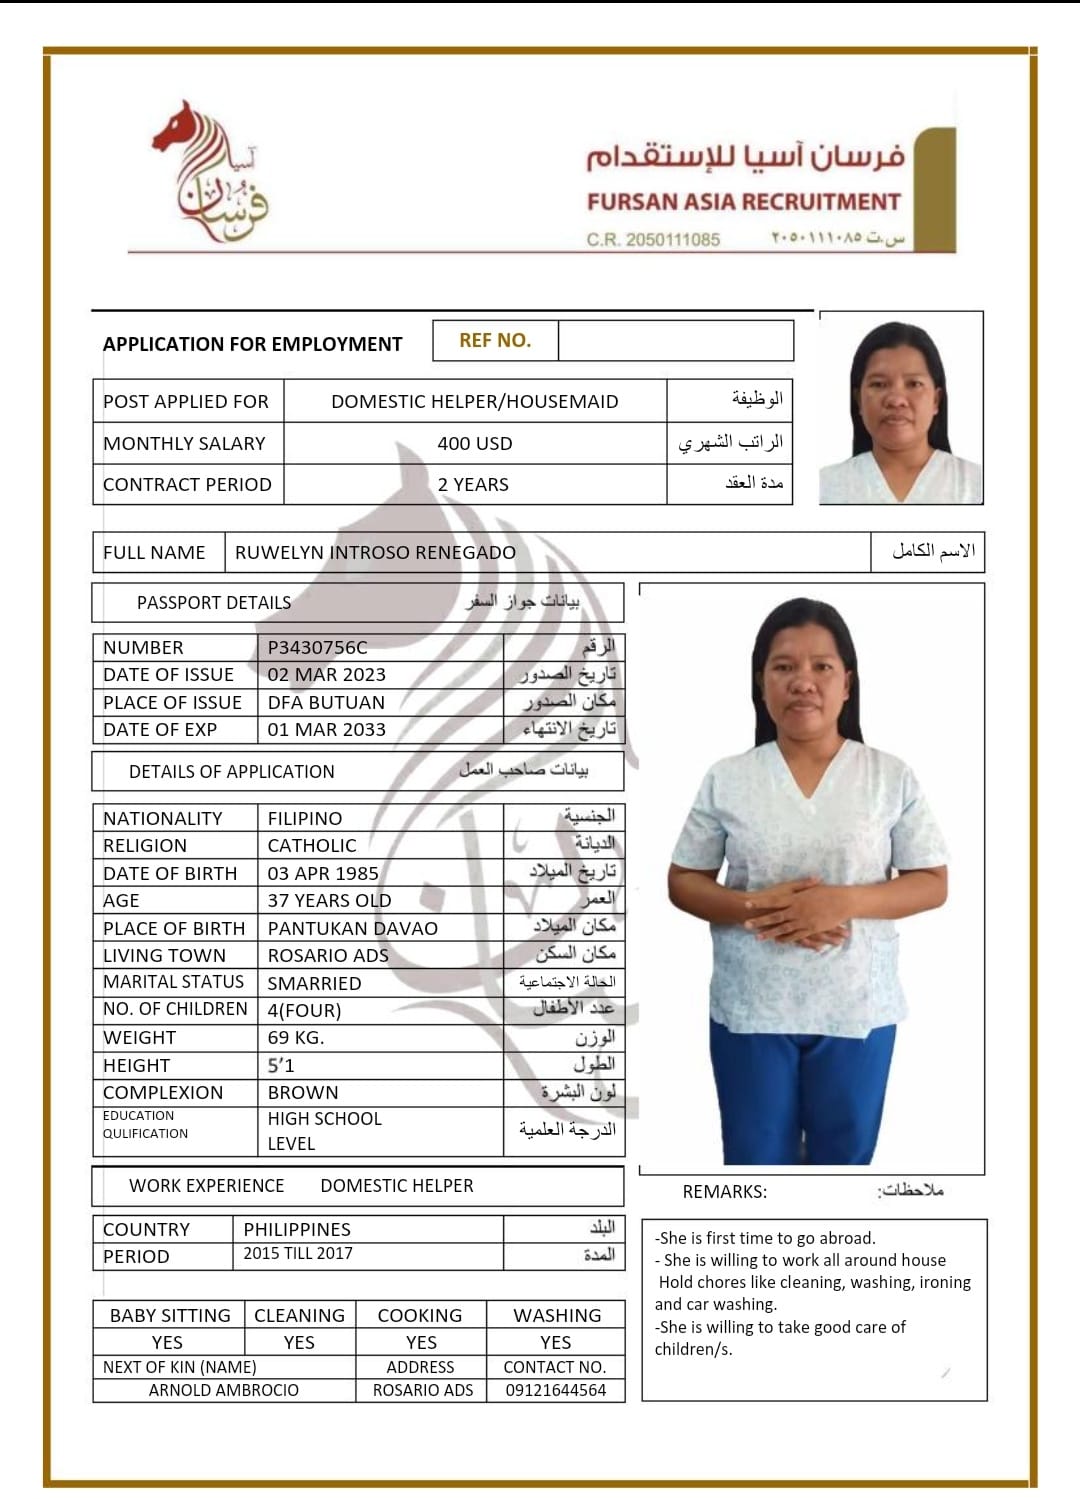 آسيا
فرسان
فرسان آسيا للإستقدام
FURSAN ASIA RECRUITMENT
C.R. 2050111085 س.ت ٢٠٥٠١١١٠٨٥
APPLICATION FOR EMPLOYMENT REF NO.
POST APPLIED FOR DOMESTIC HELPER/HOUSEMAID الوظيفة
MONTHLY SALARY 400 USD الراتب الشهري
CONTRACT PERIOD 2 YEARS مدة العقد
FULL NAME RUWELYN INTROSO RENEGADO الاسم الكامل
PASSPORT DETAILS بيانات جواز السفر
NUMBER P3430756C الرقم
DATE OF ISSUE 02 MAR 2023 تاريخ الصدور
PLACE OF ISSUE DFA BUTUAN مكان الصدور
DATE OF EXP 01 MAR 2033 تاريخ الانتهاء
DETAILS OF APPLICATION بيانات صاحب العمل
NATIONALITY FILIPINO الجنسية
RELIGION CATHOLIC الديانة
DATE OF BIRTH 03 APR 1985 تاريخ الميلاد
AGE 37 YEARS OLD العمر
PLACE OF BIRTH PANTUKAN DAVAO مكان الميلاد
LIVING TOWN ROSARIO ADS مكان السكن
MARITAL STATUS SMARRIED الحالة الاجتماعية
NO. OF CHILDREN 4(FOUR) عدد الأطفال
WEIGHT 69 KG. الوزن
HEIGHT 5’1 الطول
COMPLEXION BROWN لون البشرة
EDUCATION
QULIFICATION
HIGH SCHOOL
LEVEL
الدرجة العلمية
WORK EXPERIENCE DOMESTIC HELPER
COUNTRY PHILIPPINES البلد
PERIOD 2015 TILL 2017 المدة
BABY SITTING CLEANING COOKING WASHING
YES YES YES YES
NEXT OF KIN (NAME) ADDRESS CONTACT NO.
ARNOLD AMBROCIO ROSARIO ADS 09121644564
REMARKS: ملاحظات:
-She is first time to go abroad.
- She is willing to work all around house
Hold chores like cleaning, washing, ironing
and car washing.
-She is willing to take good care of
children/s.